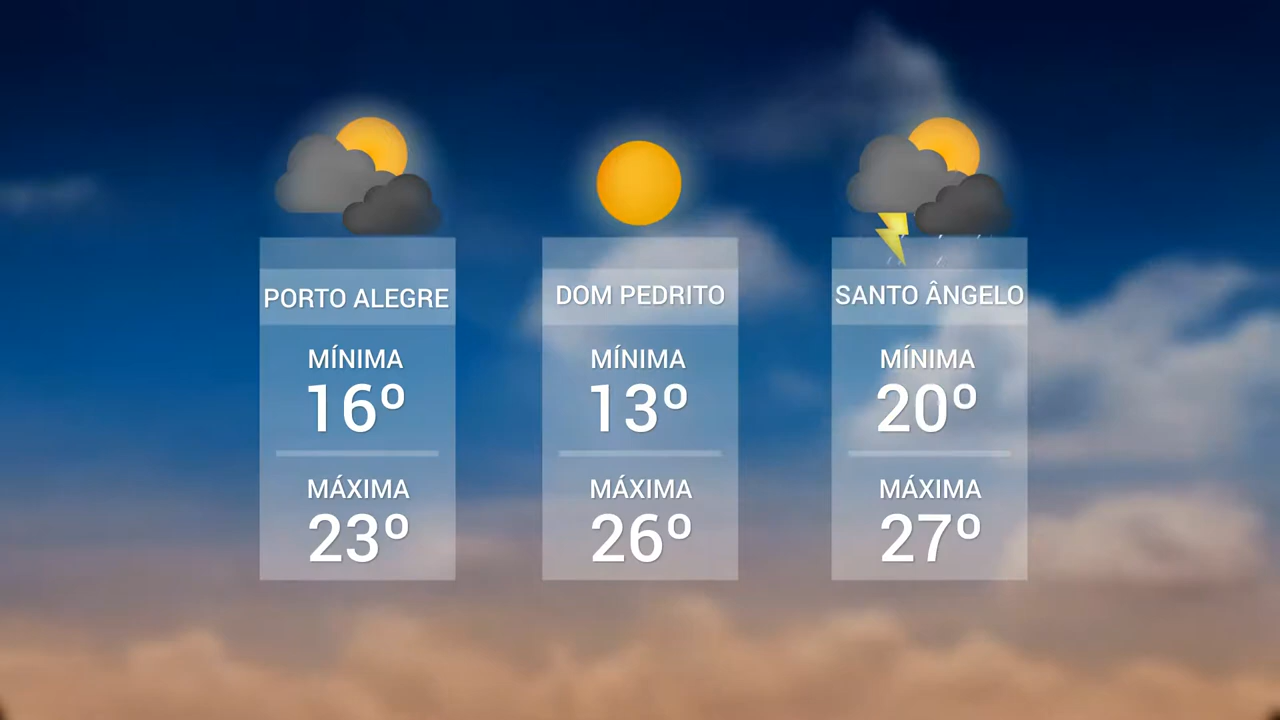 PORTO ALEGRE
MÍNIMA
16º
MÁXIMA
23º
DOM PEDRITO
MÍNIMA
13º
MÁXIMA
26º
SANTO ÂNGELO
MÍNIMA
20º
MÁXIMA
27º